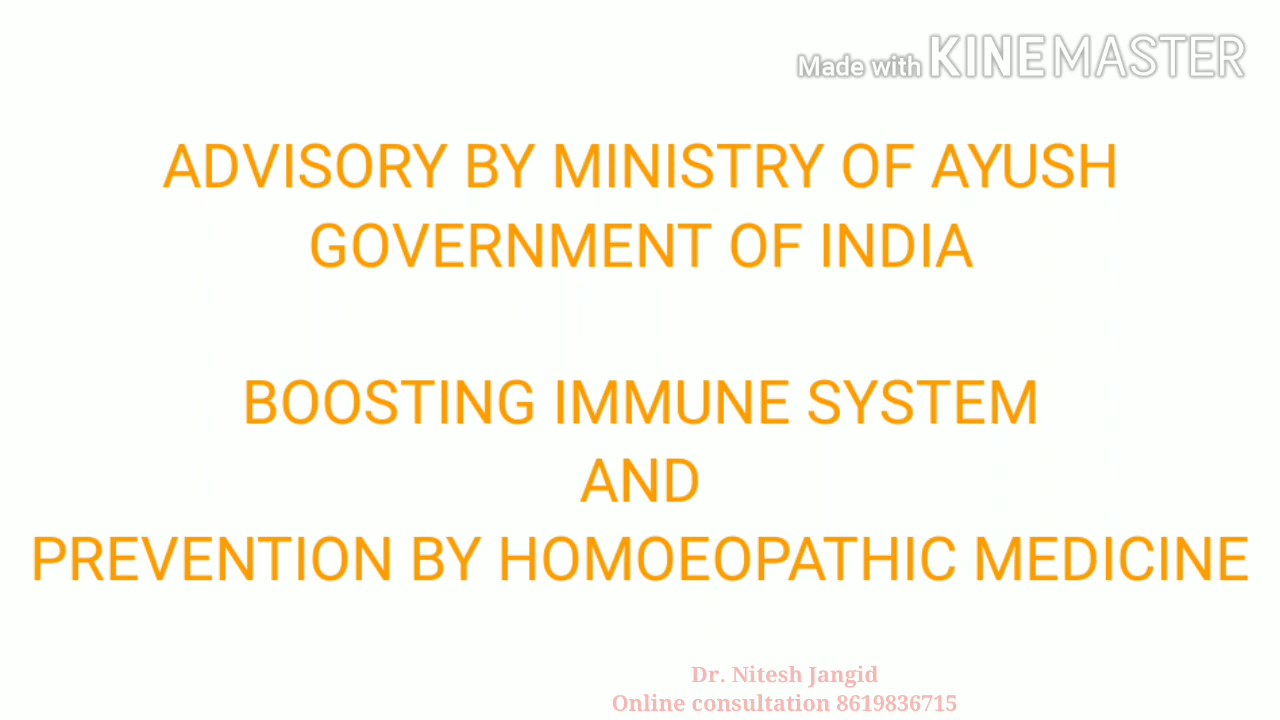 Made with KINEMASTER
ADVISORY BY MINISTRY OF AYUSH
GOVERNMENT OF INDIA
BOOSTING IMMUNE SYSTEM
AND
PREVENTION BY HOMOEOPATHIC MEDICINE
Dr. Nitesh Jangid
Online consultation 8619836715